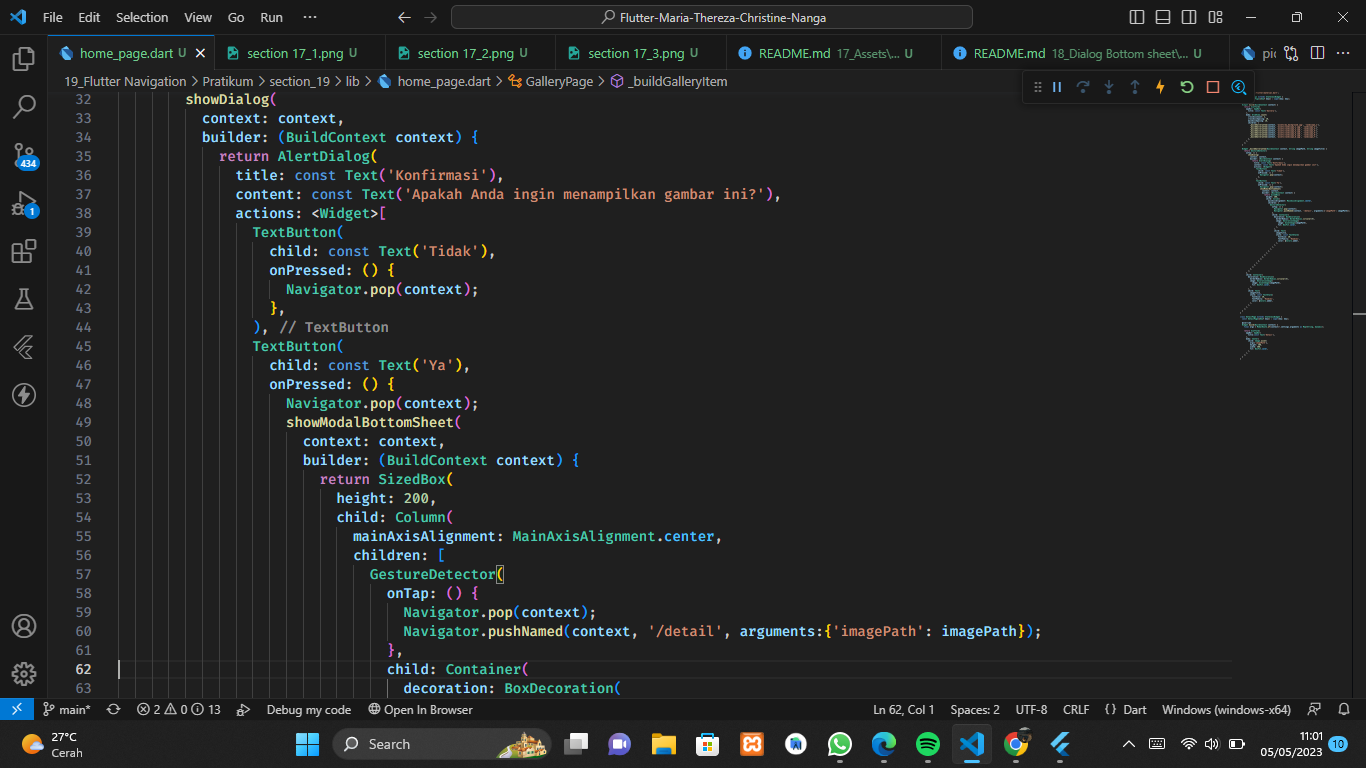 File Edit Selection View Go Run ···
Flutter-Maria-Thereza-Christine-Nanga
home_page.dart U section 17_1.png U section 17_2.png U section 17_3.png U README.md 17_Assets\... U README.md 18_Dialog Bottom sheet\... U pic
19_Flutter Navigation > Pratikum > section_19 > lib > home_page.dart > GalleryPage > _buildGalleryItem
32 showDialog(
33 context: context,
34 builder: (BuildContext context) {
35 return AlertDialog(
36 title: const Text('Konfirmasi'),
37 content: const Text('Apakah Anda ingin menampilkan gambar ini?'),
38 actions: <Widget>[
39 TextButton(
40 child: const Text('Tidak'),
41 onPressed: () {
42 Navigator.pop(context);
43 },
44 ), // TextButton
45 TextButton(
46 child: const Text('Ya'),
47 onPressed: () {
48 Navigator.pop(context);
49 showModalBottomSheet(
50 context: context,
51 builder: (BuildContext context) {
52 return SizedBox(
53 height: 200,
54 child: Column(
55 mainAxisAlignment: MainAxisAlignment.center,
56 children: [
57 GestureDetector(
58 onTap: () {
59 Navigator.pop(context);
60 Navigator.pushNamed(context, '/detail', arguments:{'imagePath': imagePath});
61 },
62 child: Container(
63 decoration: BoxDecoration(
434
1
main* 2 0 13 Debug my code Open In Browser Ln 62, Col 1 Spaces: 2 UTF-8 CRLF {} Dart Windows (windows-x64)
27°C
Cerah
Search
11:01
05/05/2023
10